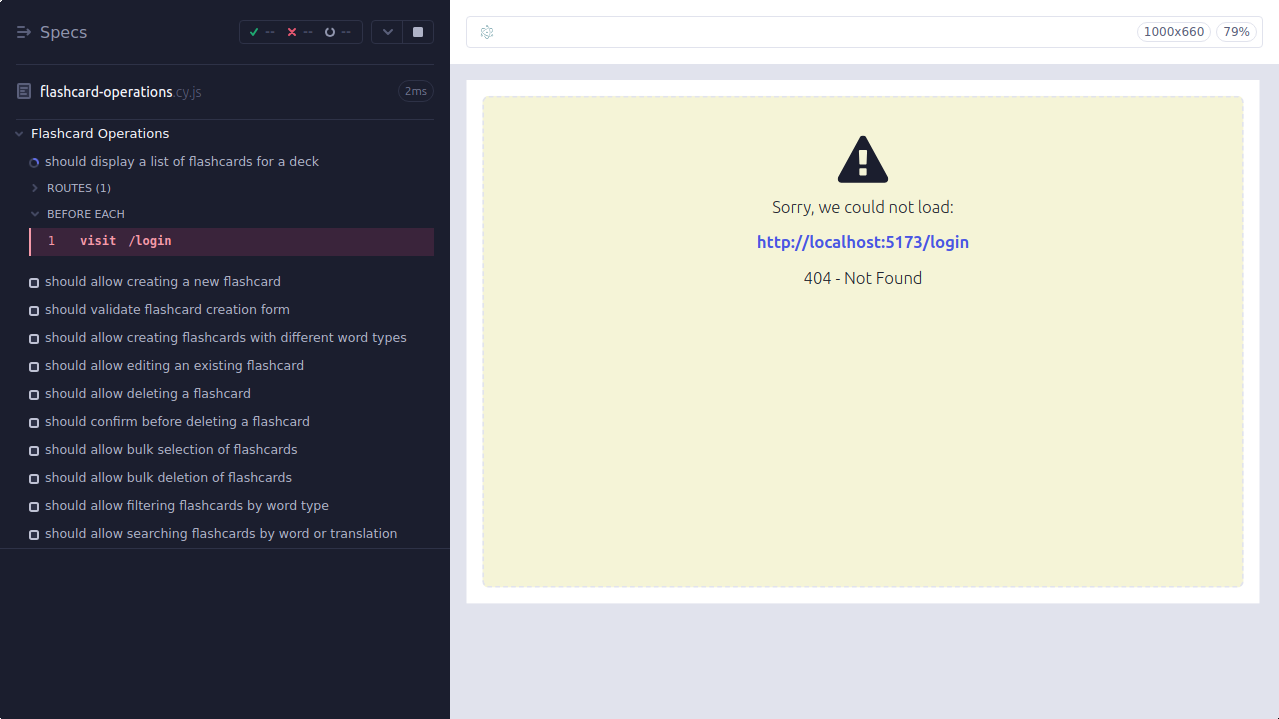 Specs
-- -- --
1000x660
79%
flashcard-operations.cy.js
2ms
Flashcard Operations
should display a list of flashcards for a deck
ROUTES (1)
BEFORE EACH
1 visit /login
should allow creating a new flashcard
should validate flashcard creation form
should allow creating flashcards with different word types
should allow editing an existing flashcard
should allow deleting a flashcard
should confirm before deleting a flashcard
should allow bulk selection of flashcards
should allow bulk deletion of flashcards
should allow filtering flashcards by word type
should allow searching flashcards by word or translation
Sorry, we could not load:
http://localhost:5173/login
404 - Not Found